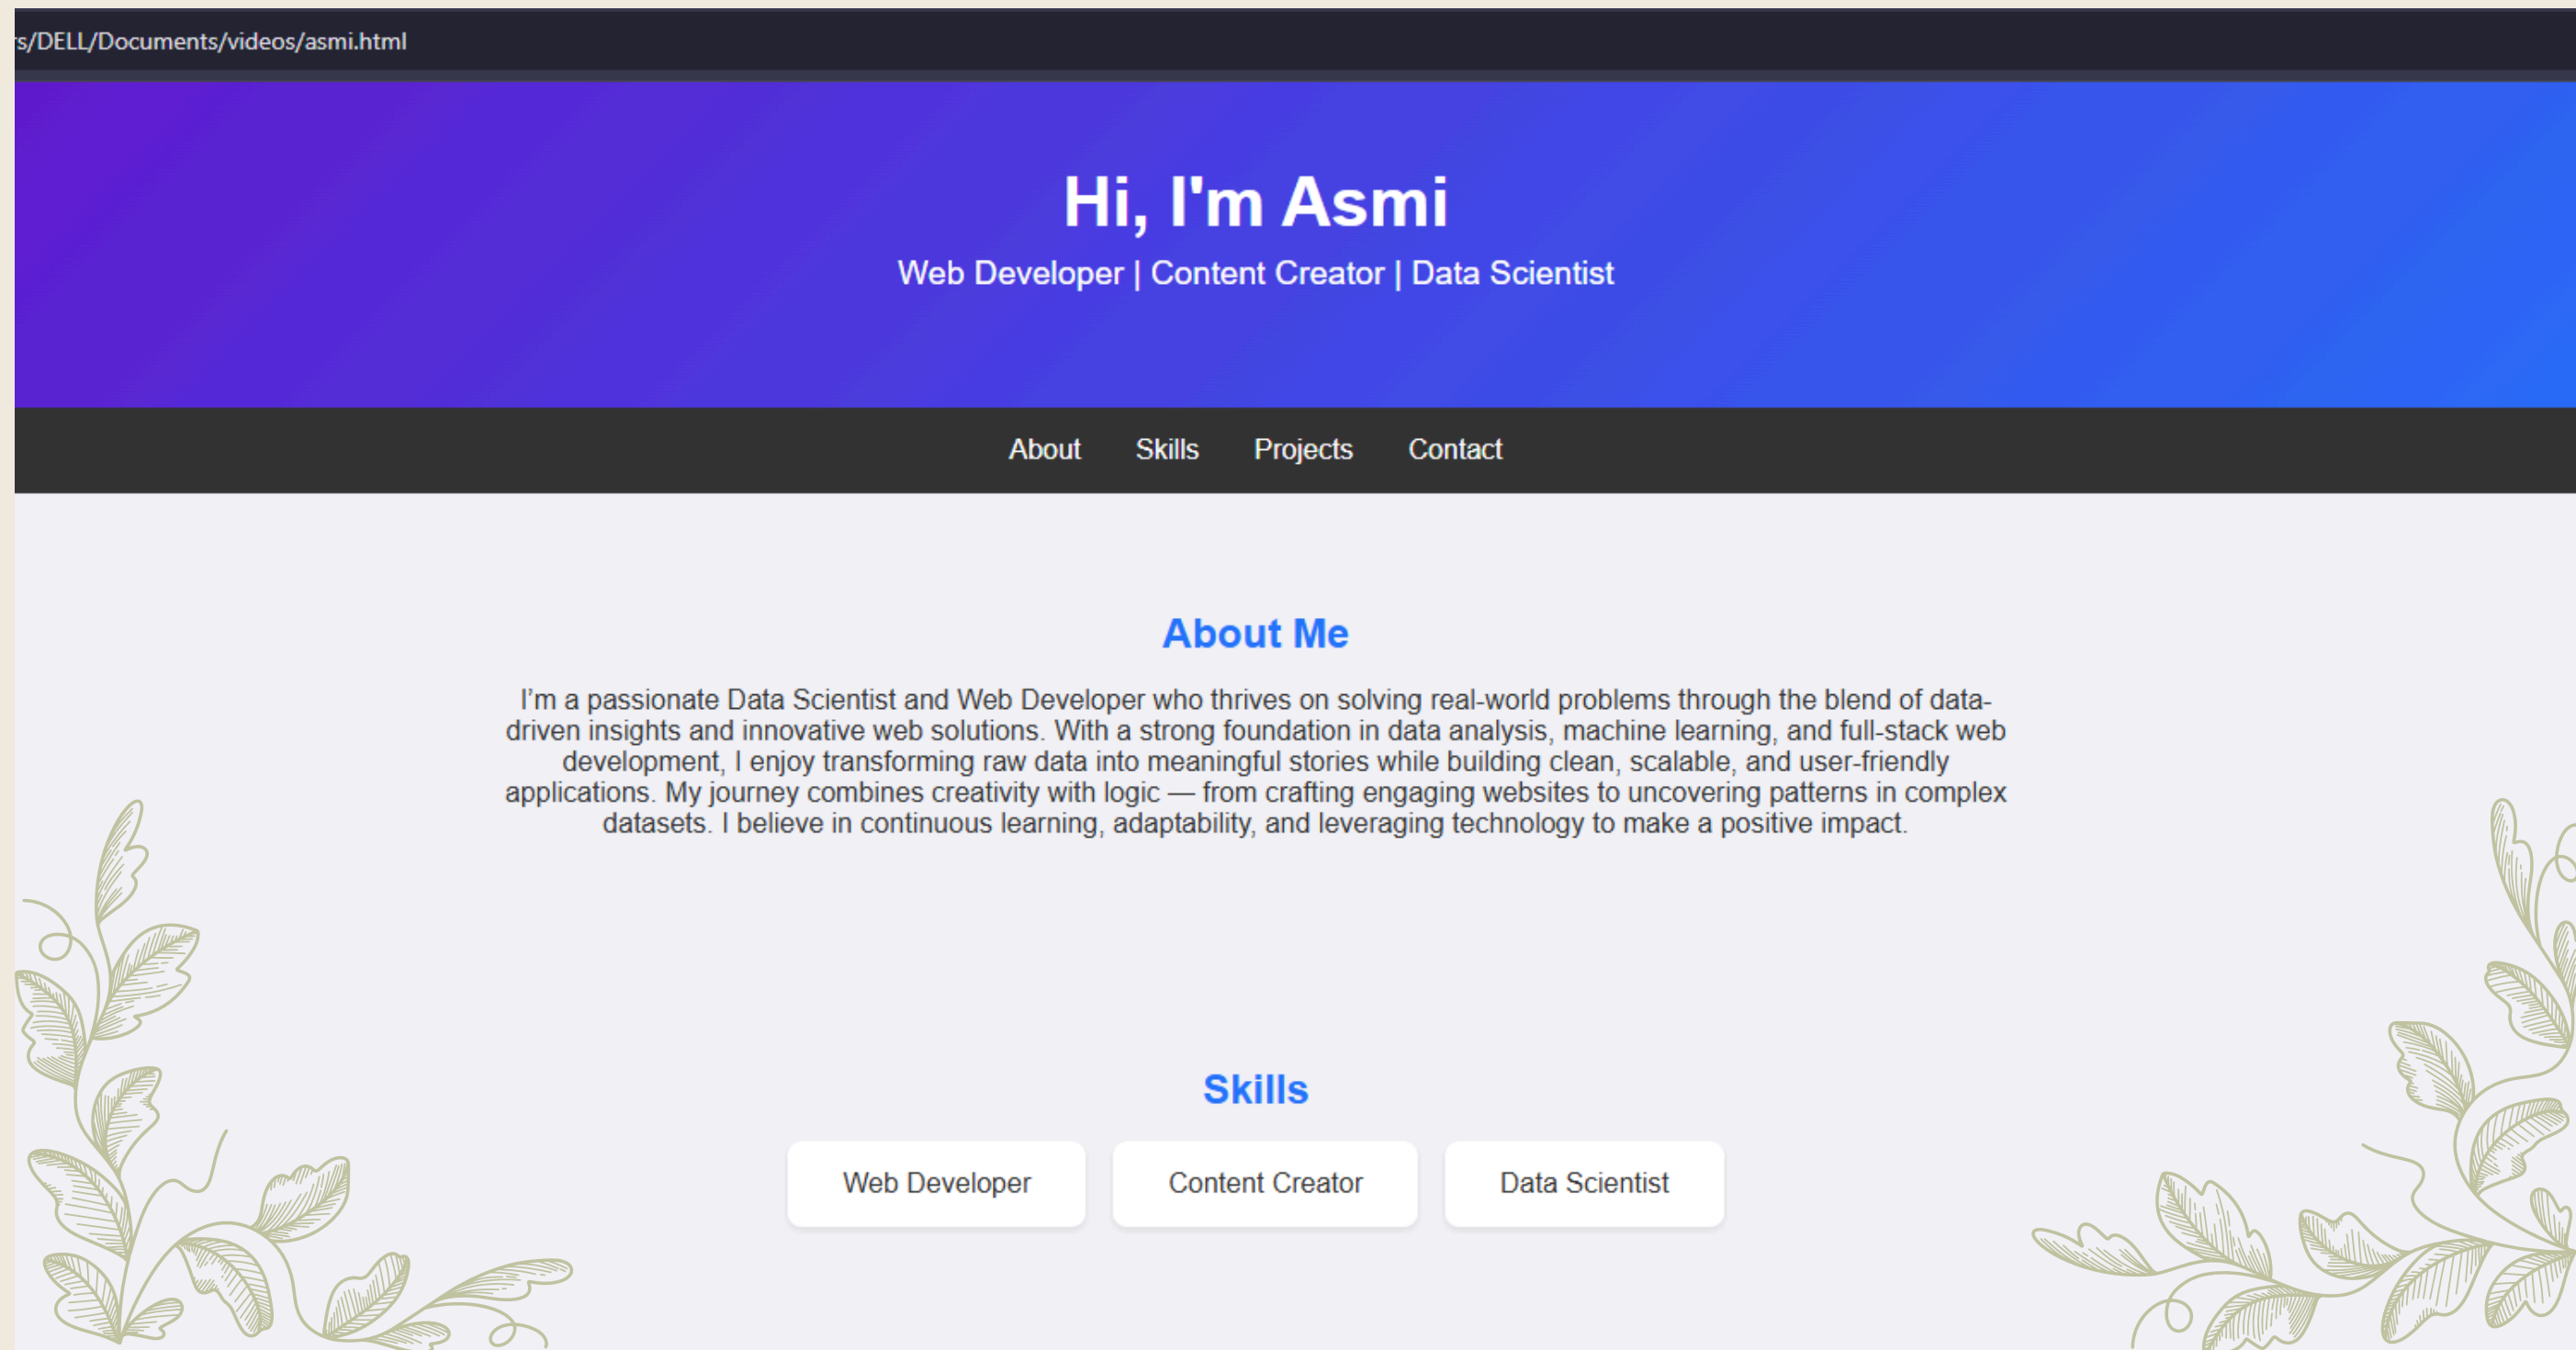 s/DELL/Documents/videos/asmi.html
Hi, I'm Asmi
Web Developer | Content Creator | Data Scientist
About Skills Projects Contact
About Me
I’m a passionate Data Scientist and Web Developer who thrives on solving real-world problems through the blend of data-
driven insights and innovative web solutions. With a strong foundation in data analysis, machine learning, and full-stack web
development, I enjoy transforming raw data into meaningful stories while building clean, scalable, and user-friendly
applications. My journey combines creativity with logic — from crafting engaging websites to uncovering patterns in complex
datasets. I believe in continuous learning, adaptability, and leveraging technology to make a positive impact.
Skills
Web Developer Content Creator Data Scientist